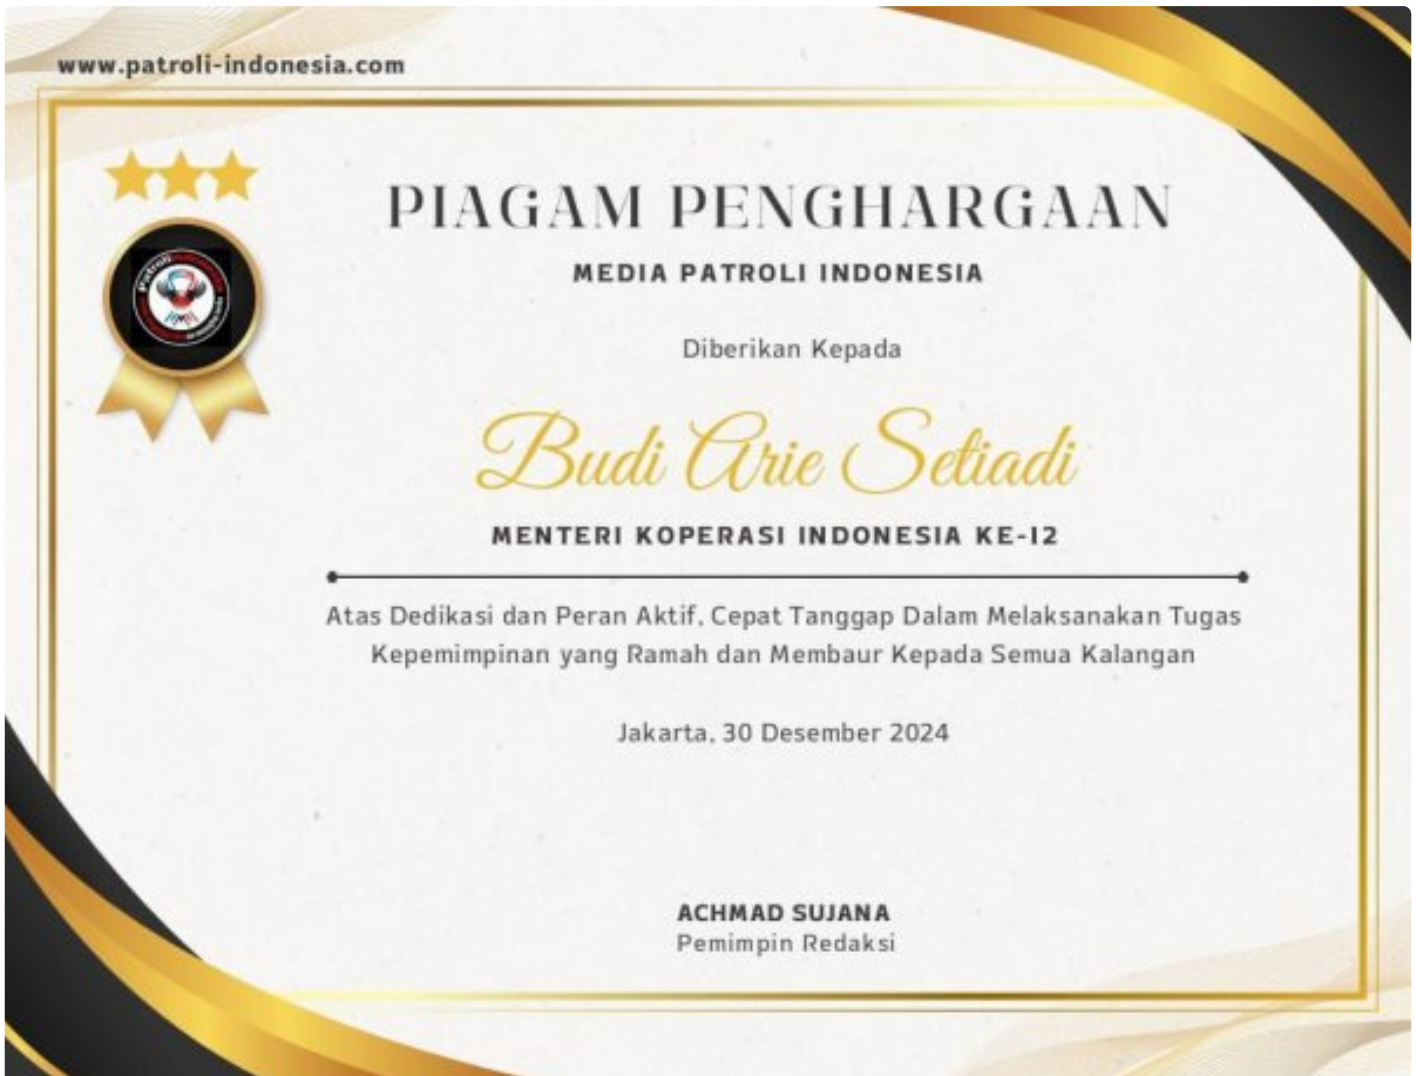 www.patroli-indonesia.com
PIAGAM PENGHARGAAN
MEDIA PATROLI INDONESIA
Diberikan Kepada
Budi Arie Setiadi
MENTERI KOPERASI INDONESIA KE-12
Atas Dedikasi dan Peran Aktif, Cepat Tanggap Dalam Melaksanakan Tugas
Kepemimpinan yang Ramah dan Membaur Kepada Semua Kalangan
Jakarta, 30 Desember 2024
ACHMAD SUJANA
Pemimpin Redaksi